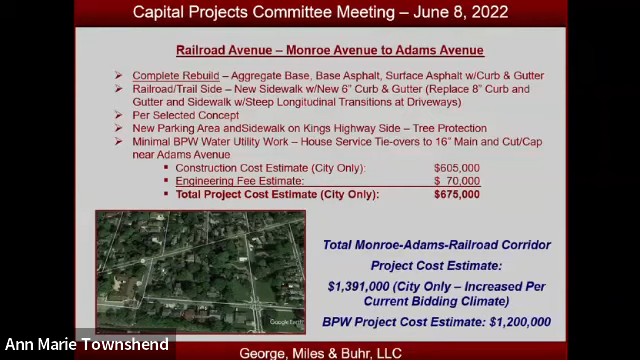 Capital Projects Committee Meeting – June 8, 2022
Railroad Avenue – Monroe Avenue to Adams Avenue
➢ Complete Rebuild – Aggregate Base, Base Asphalt, Surface Asphalt w/Curb & Gutter
➢ Railroad/Trail Side – New Sidewalk w/New 6" Curb & Gutter (Replace 8" Curb and
Gutter and Sidewalk w/Steep Longitudinal Transitions at Driveways)
➢ Per Selected Concept
➢ New Parking Area andSidewalk on Kings Highway Side – Tree Protection
➢ Minimal BPW Water Utility Work – House Service Tie-overs to 16" Main and Cut/Cap
near Adams Avenue
▪ Construction Cost Estimate (City Only): $605,000
▪ Engineering Fee Estimate: $ 70,000
▪ Total Project Cost Estimate (City Only): $675,000
Total Monroe-Adams-Railroad Corridor
Project Cost Estimate:
$1,391,000 (City Only – Increased Per
Current Bidding Climate)
BPW Project Cost Estimate: $1,200,000
Google Earth
Ann Marie Townshend
George, Miles & Buhr, LLC